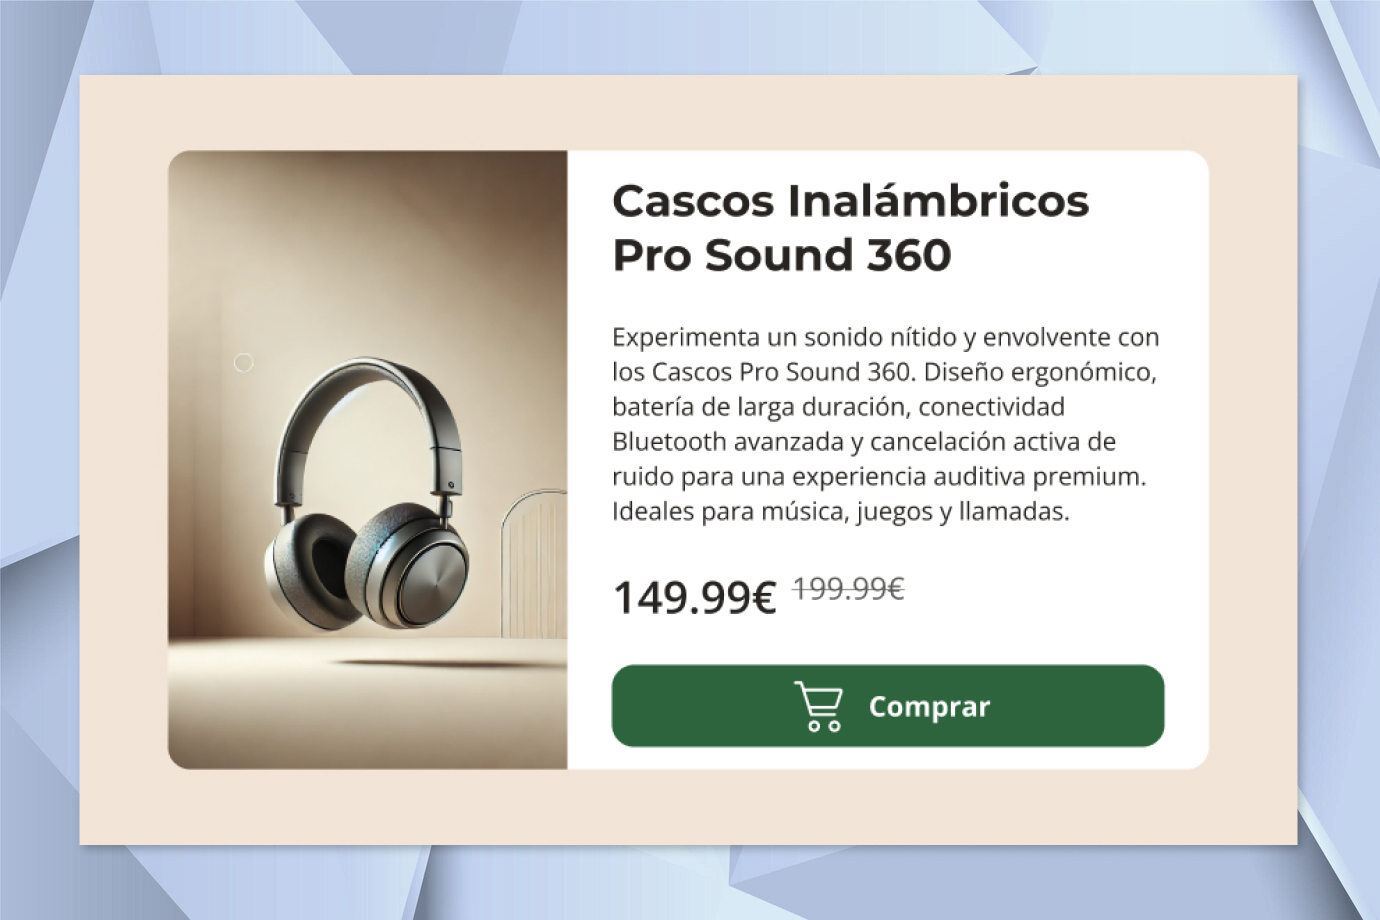 Cascos Inalámbricos
Pro Sound 360
Experimenta un sonido nítido y envolvente con
los Cascos Pro Sound 360. Diseño ergonómico,
batería de larga duración, conectividad
Bluetooth avanzada y cancelación activa de
ruido para una experiencia auditiva premium.
Ideales para música, juegos y llamadas.
149.99€ 199.99€
Comprar